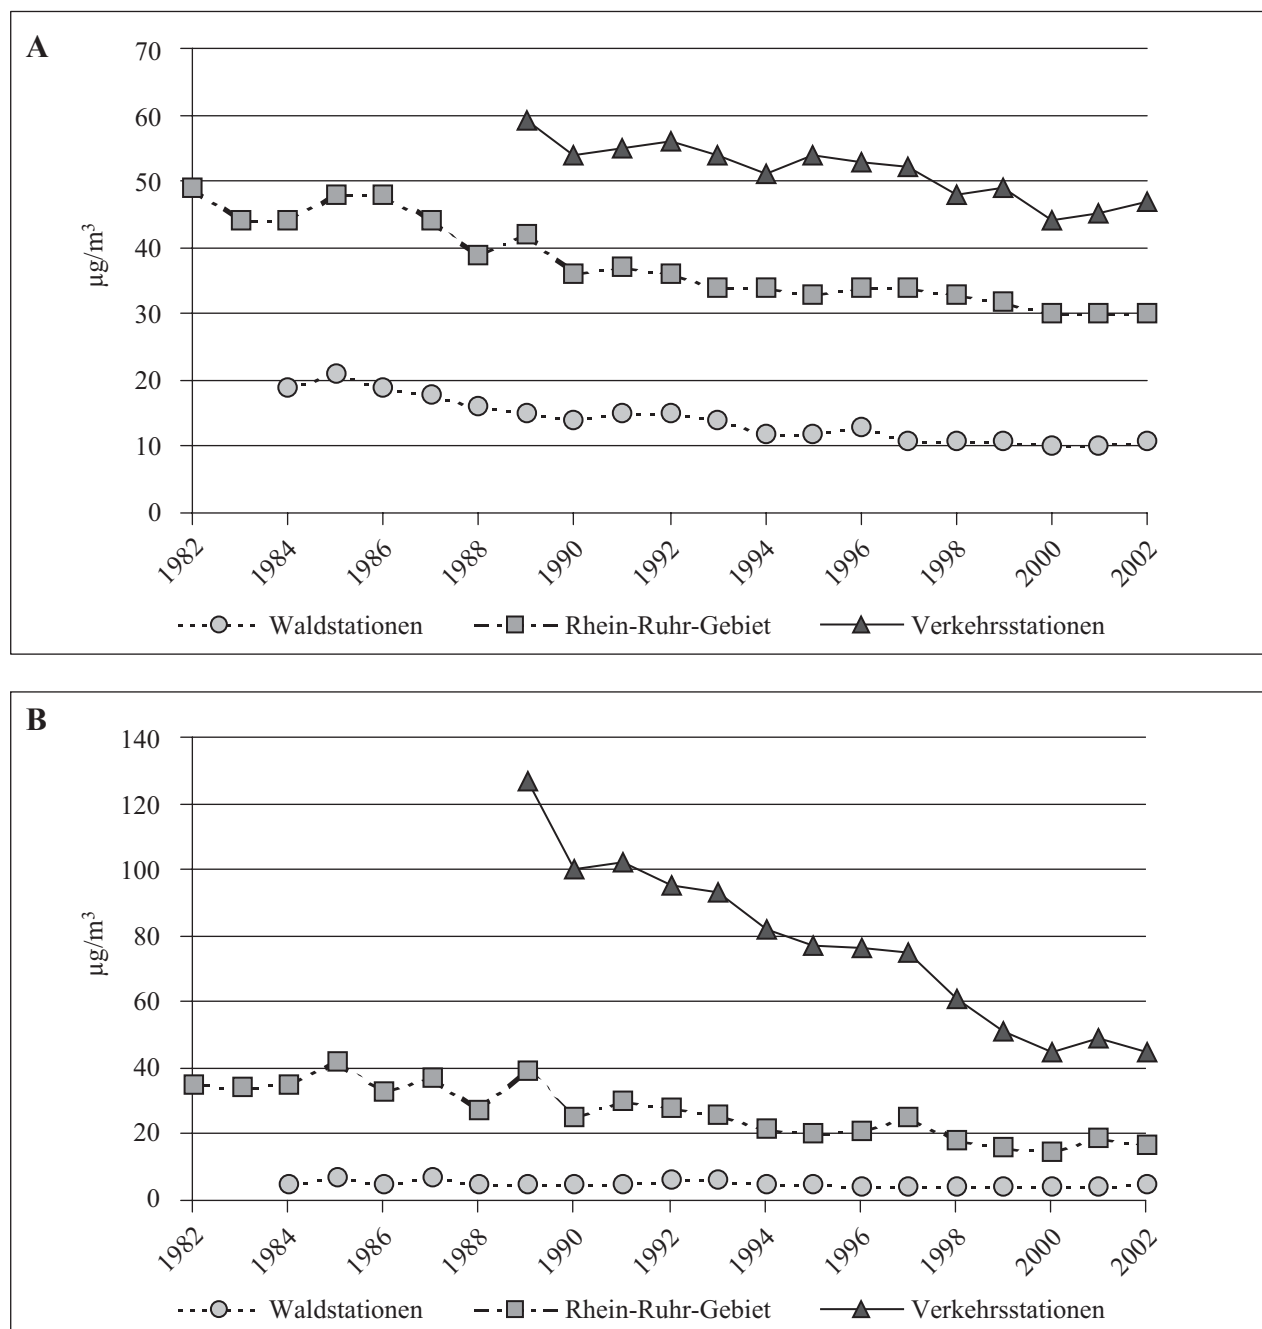 A
70
60
50
40
30
20
10
0
µg/m³
1982 1984 1986 1988 1990 1992 1994 1996 1998 2000 2002
Waldstationen Rhein-Ruhr-Gebiet Verkehrsstationen
B
140
120
100
80
60
40
20
0
µg/m³
1982 1984 1986 1988 1990 1992 1994 1996 1998 2000 2002
Waldstationen Rhein-Ruhr-Gebiet Verkehrsstationen